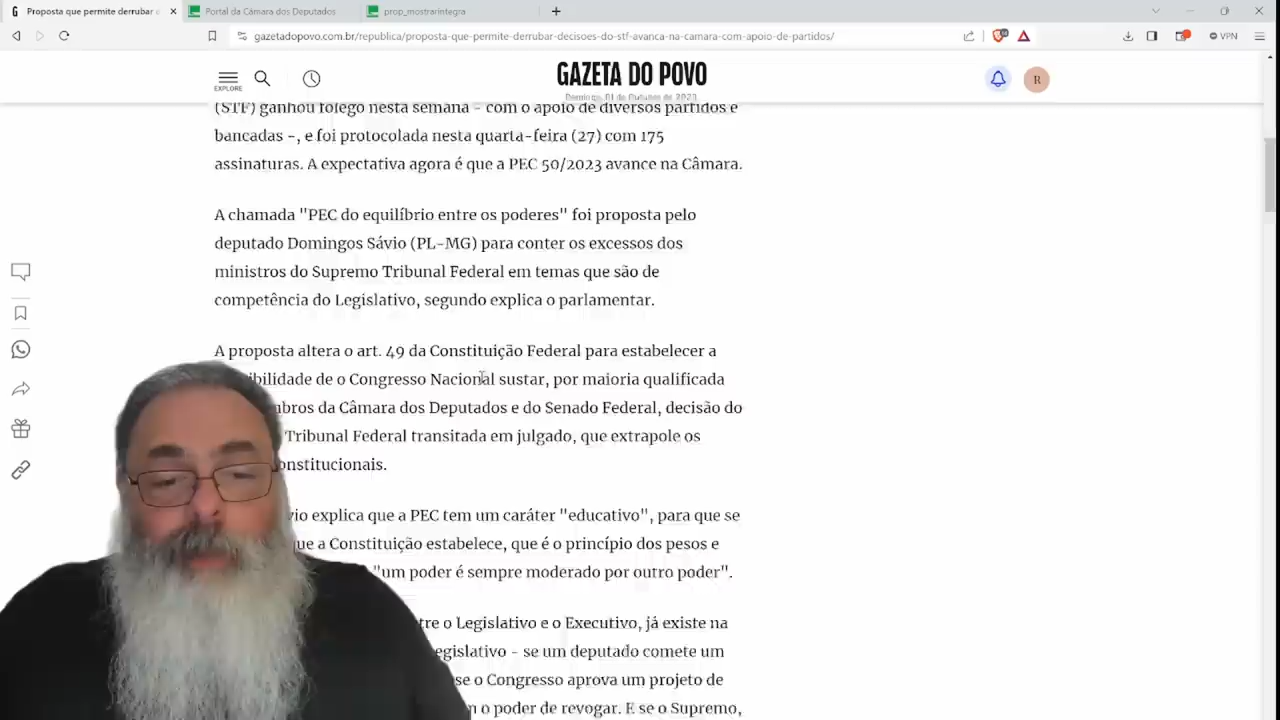 Proposta que permite derrubar d
Portal da Câmara dos Deputados
prop_mostrarintegra
gazetadopovo.com.br/republica/proposta-que-permite-derrubar-decisoes-do-stf-avanca-na-camara-com-apoio-de-partidos/
VPN
EXPLORE
GAZETA DO POVO
Domingo, 01 de Outubro de 2023
R
(STF) ganhou fôlego nesta semana - com o apoio de diversos partidos e
bancadas -, e foi protocolada nesta quarta-feira (27) com 175
assinaturas. A expectativa agora é que a PEC 50/2023 avance na Câmara.
A chamada "PEC do equilíbrio entre os poderes" foi proposta pelo
deputado Domingos Sávio (PL-MG) para conter os excessos dos
ministros do Supremo Tribunal Federal em temas que são de
competência do Legislativo, segundo explica o parlamentar.
A proposta altera o art. 49 da Constituição Federal para estabelecer a
ibilidade de o Congresso Nacional sustar, por maioria qualificada
mbros da Câmara dos Deputados e do Senado Federal, decisão do
Tribunal Federal transitada em julgado, que extrapole os
onstitucionais.
vio explica que a PEC tem um caráter "educativo", para que se
ue a Constituição estabelece, que é o princípio dos pesos e
"um poder é sempre moderado por outro poder".
tre o Legislativo e o Executivo, já existe na
egislativo - se um deputado comete um
se o Congresso aprova um projeto de
o poder de revogar. E se o Supremo,